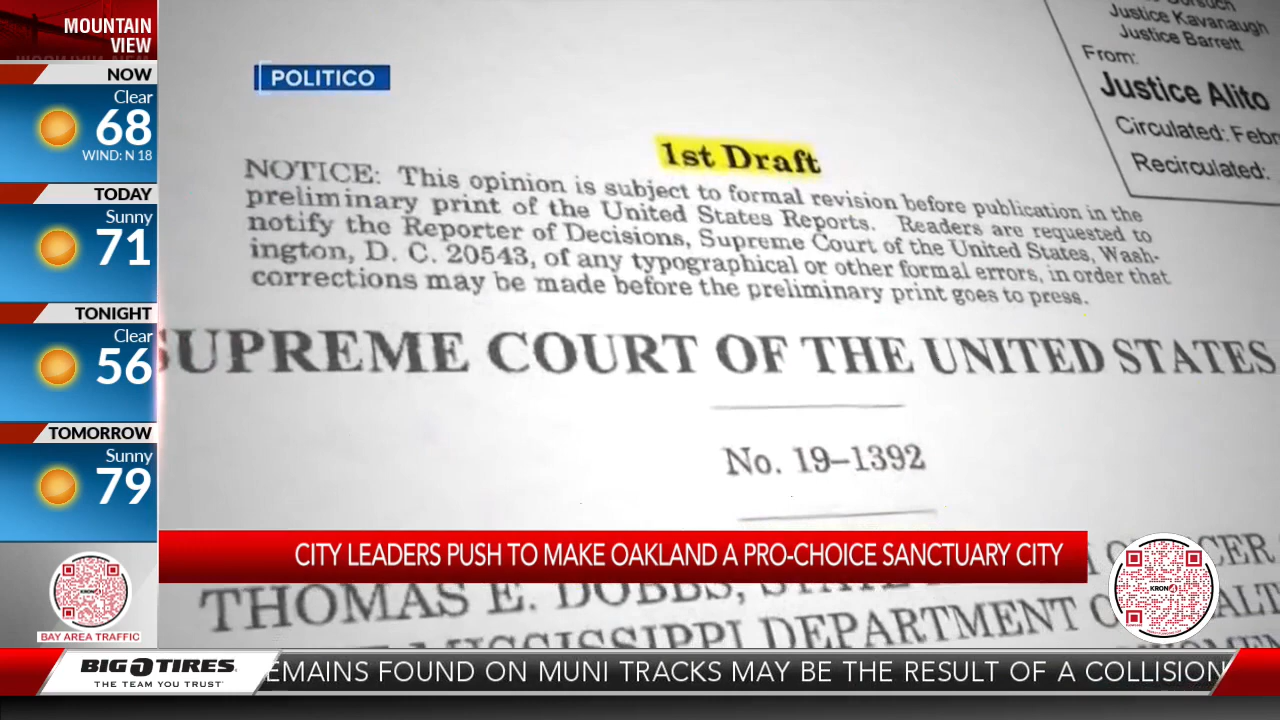 MOUNTAIN
VIEW
NOW
Clear
68
WIND: N 18
TODAY
Sunny
71
TONIGHT
Clear
56
TOMORROW
Sunny
79
BAY AREA TRAFFIC
POLITICO
Justice Kavanaugh
Justice Barrett
From:
Justice Alito
Circulated: Febr
Recirculated:
1st Draft
NOTICE: This opinion is subject to formal revision before publication in the
preliminary print of the United States Reports. Readers are requested to
notify the Reporter of Decisions, Supreme Court of the United States, Wash-
ington, D. C. 20543, of any typographical or other formal errors, in order that
corrections may be made before the preliminary print goes to press.
SUPREME COURT OF THE UNITED STATES
No. 19–1392
CITY LEADERS PUSH TO MAKE OAKLAND A PRO-CHOICE SANCTUARY CITY
THOMAS E. DOBBS,
DEPARTMENT
KRON4
BIG O TIRES
THE TEAM YOU TRUST
EMAINS FOUND ON MUNI TRACKS MAY BE THE RESULT OF A COLLISION